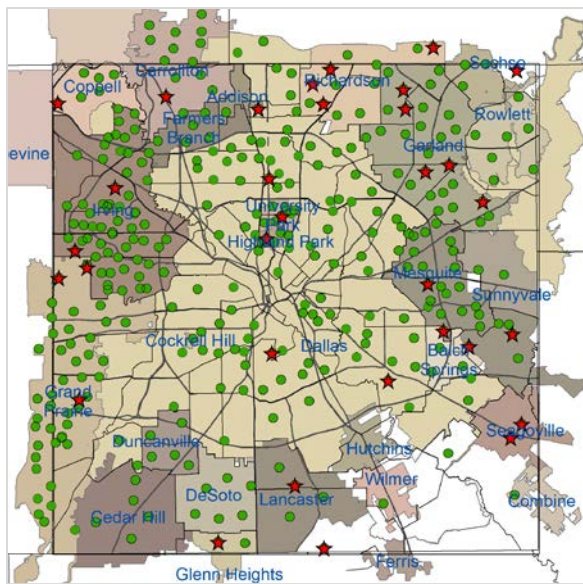 Sachse
Carrollton
Coppell
Richardson
Addison
Rowlett
Farmers
Branch
Garland
evine
Irving
University
Park
Highland Park
Mesquite
Sunnyvale
Cockrell Hill
Dallas
Balch
Springs
Grand
Prairie
Seagoville
Duncanville
Hutchins
Wilmer
DeSoto
Lancaster
Combine
Cedar Hill
Ferris
Glenn Heights